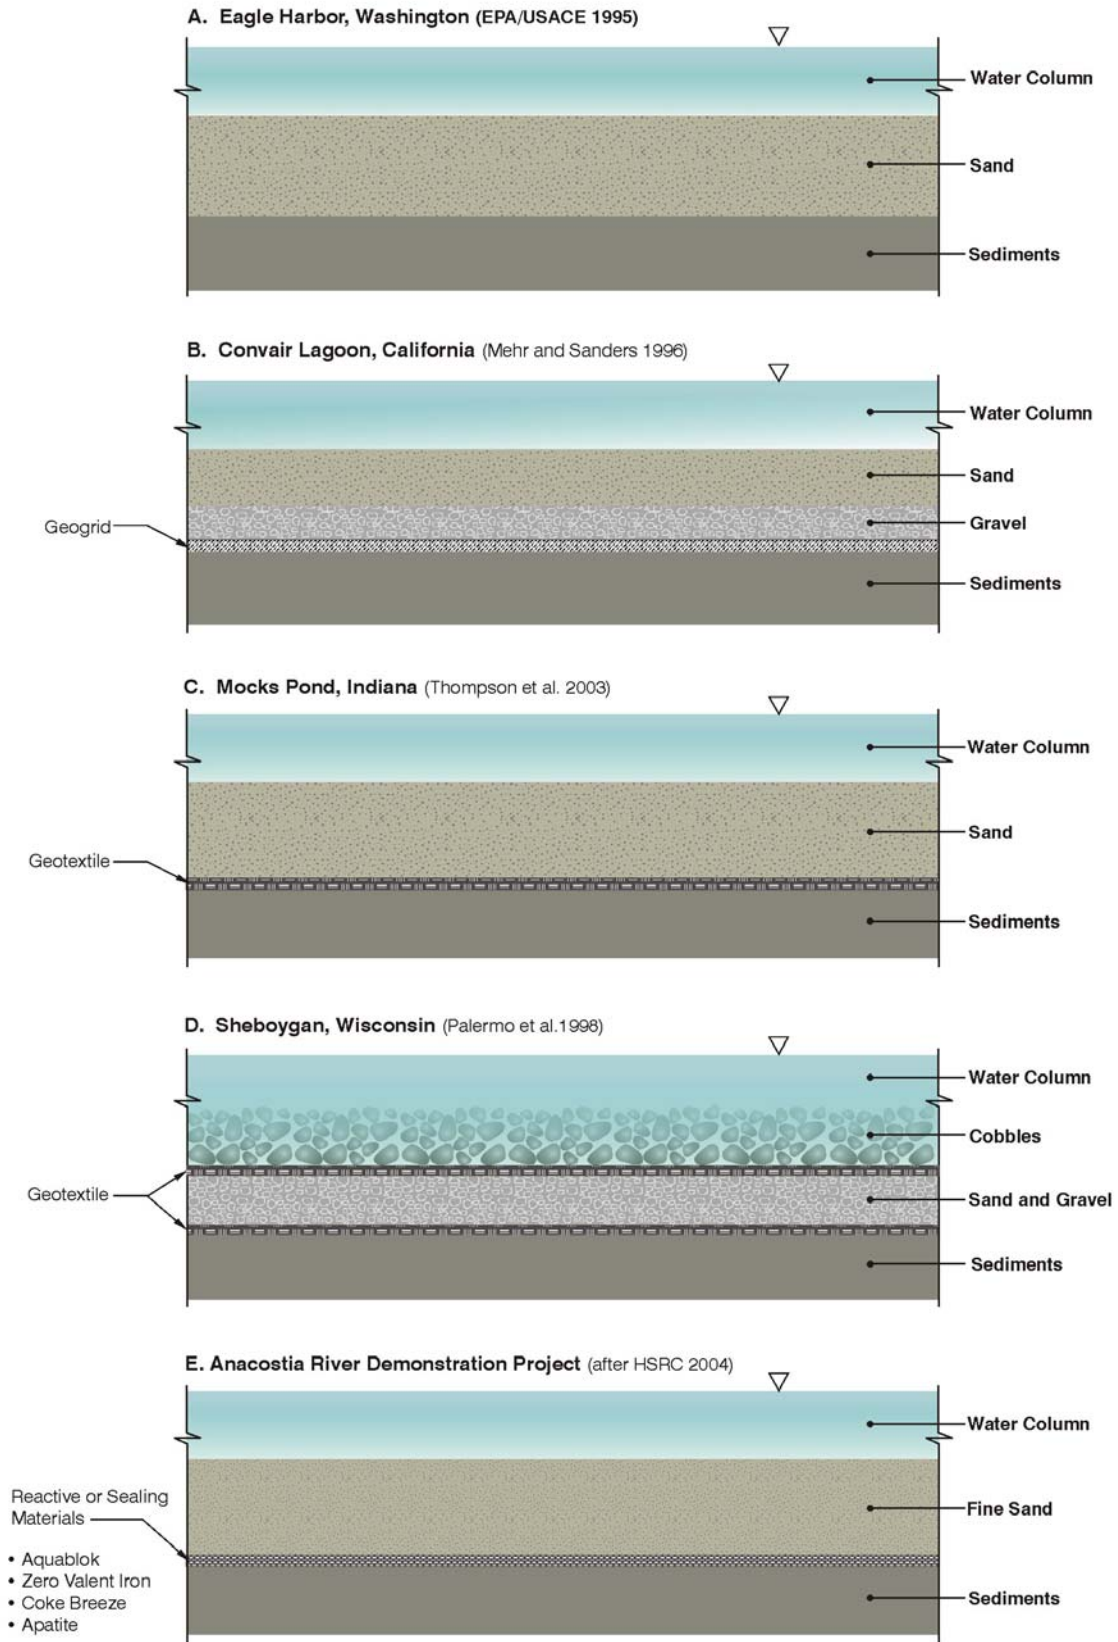 A. Eagle Harbor, Washington (EPA/USACE 1995)
Water Column
Sand
Sediments
B. Convair Lagoon, California (Mehr and Sanders 1996)
Water Column
Sand
Geogrid
Gravel
Sediments
C. Mocks Pond, Indiana (Thompson et al. 2003)
Water Column
Sand
Geotextile
Sediments
D. Sheboygan, Wisconsin (Palermo et al.1998)
Water Column
Cobbles
Geotextile
Sand and Gravel
Sediments
E. Anacostia River Demonstration Project (after HSRC 2004)
Water Column
Reactive or Sealing
Materials
Fine Sand
• Aquablok
• Zero Valent Iron
• Coke Breeze
• Apatite
Sediments